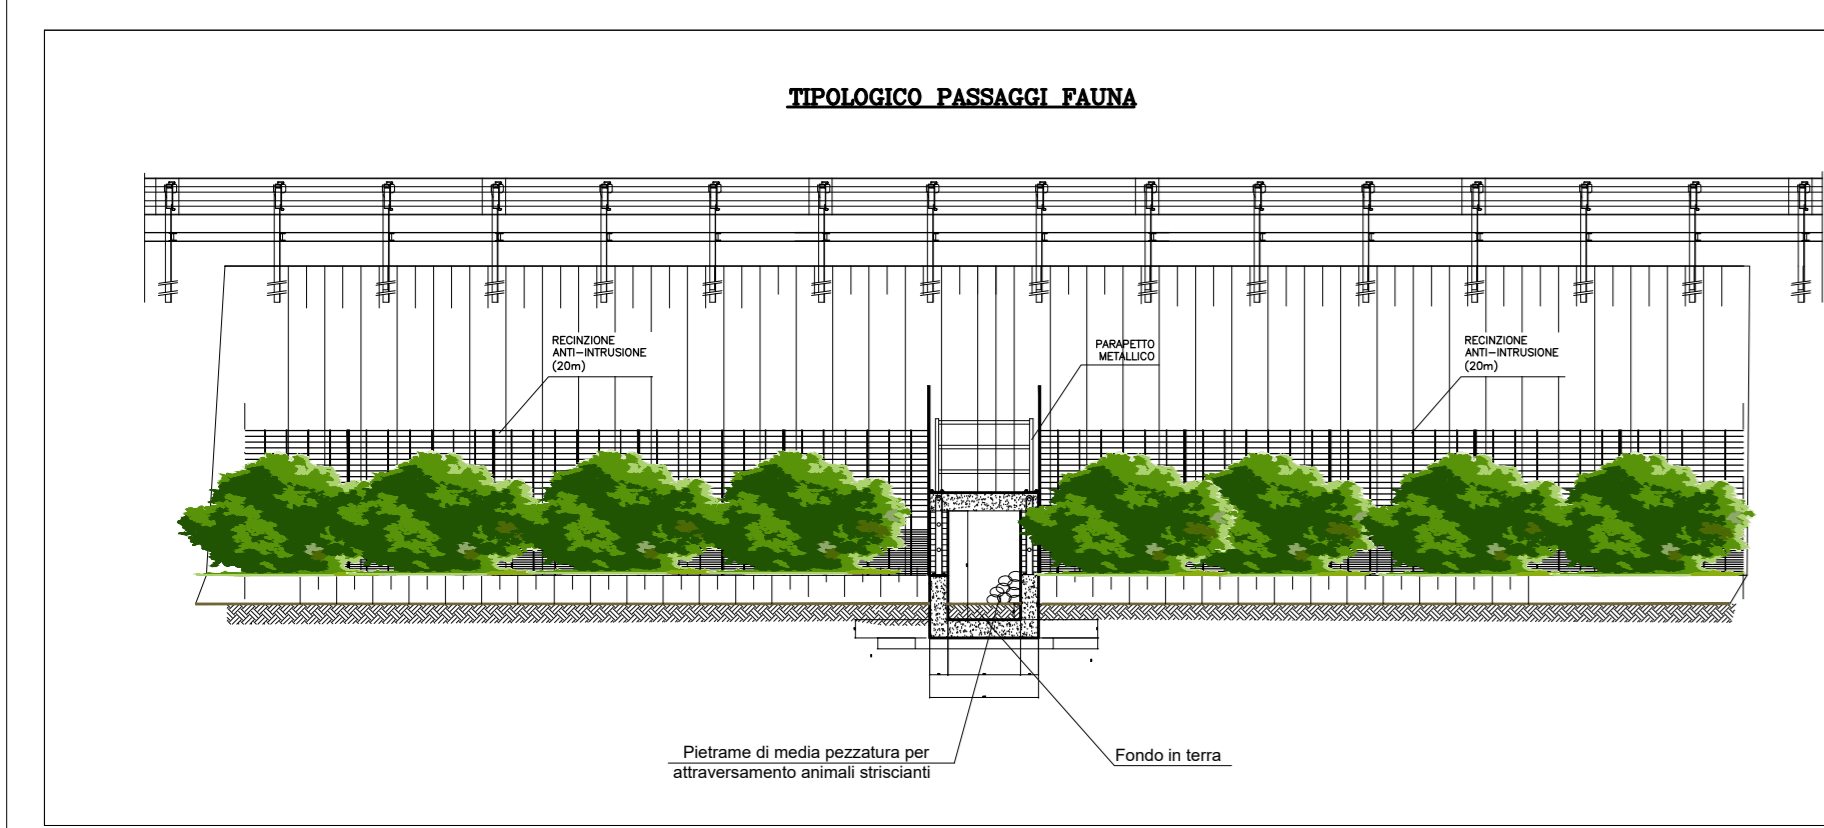 TIPOLOGICO PASSAGGI FAUNA
RECINZIONE
ANTI-INTRUSIONE
(20m)
PARAPETTO
METALLICO
RECINZIONE
ANTI-INTRUSIONE
(20m)
Pietrame di media pezzatura per
attraversamento animali striscianti
Fondo in terra